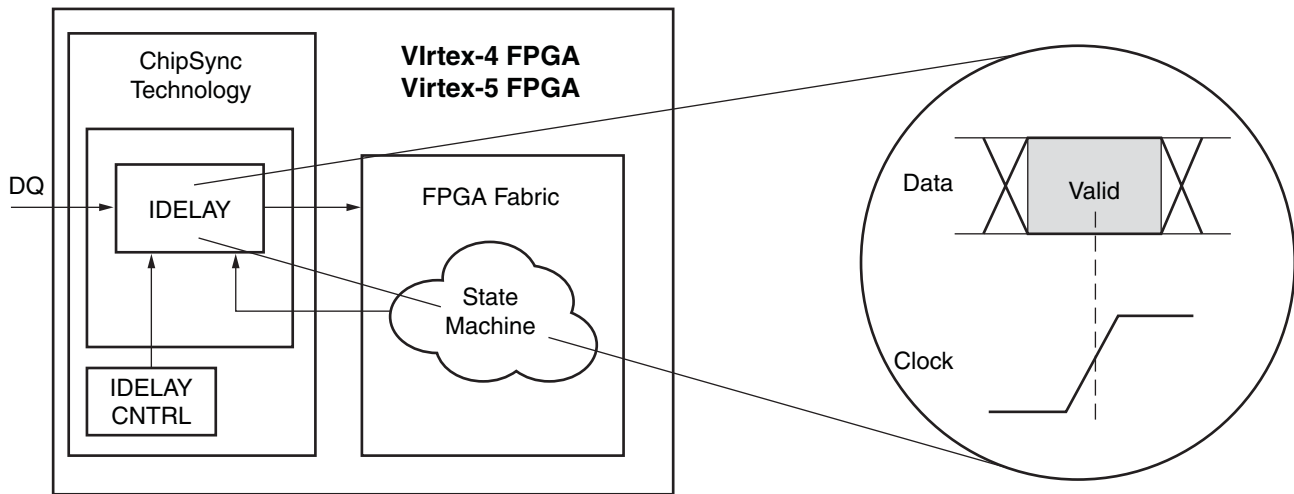 ChipSync
Technology
VIrtex-4 FPGA
Virtex-5 FPGA
DQ
IDELAY
FPGA Fabric
State
Machine
IDELAY
CNTRL
Data
Valid
Clock